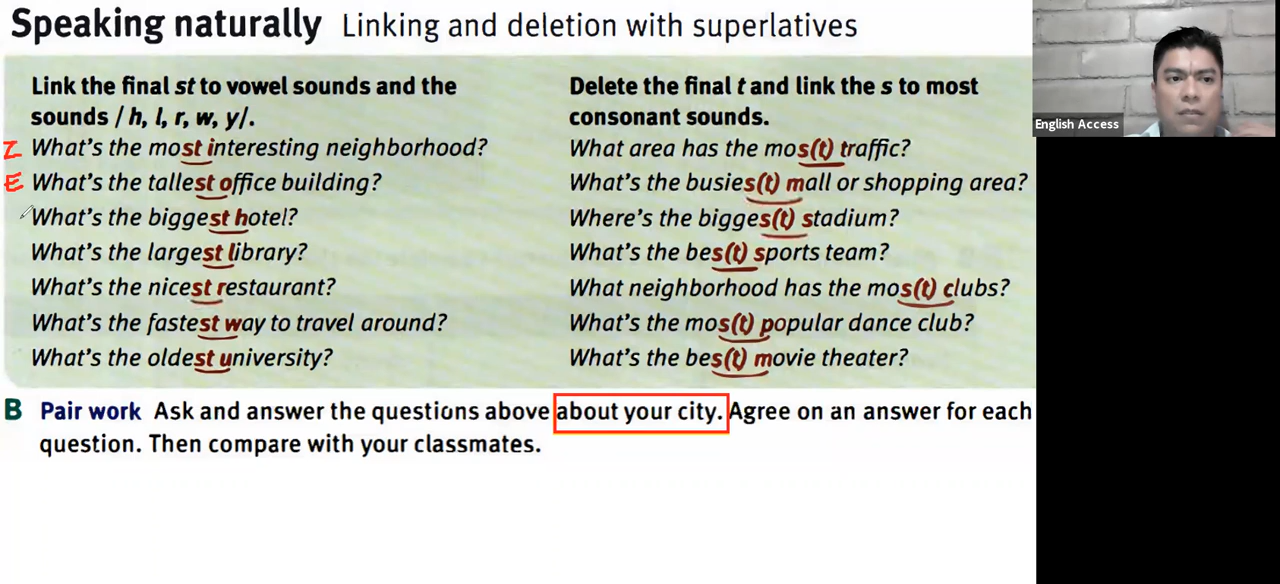 Speaking naturally Linking and deletion with superlatives
Link the final st to vowel sounds and the
sounds / h, l, r, w, y/.
I What's the most interesting neighborhood?
E What's the tallest office building?
What's the biggest hotel?
What's the largest library?
What's the nicest restaurant?
What's the fastest way to travel around?
What's the oldest university?
Delete the final t and link the s to most
consonant sounds.
What area has the mos(t) traffic?
What's the busies(t) mall or shopping area?
Where's the bigges(t) stadium?
What's the bes(t) sports team?
What neighborhood has the mos(t) clubs?
What's the mos(t) popular dance club?
What's the bes(t) movie theater?
B Pair work Ask and answer the questions above about your city. Agree on an answer for each
question. Then compare with your classmates.
English Access